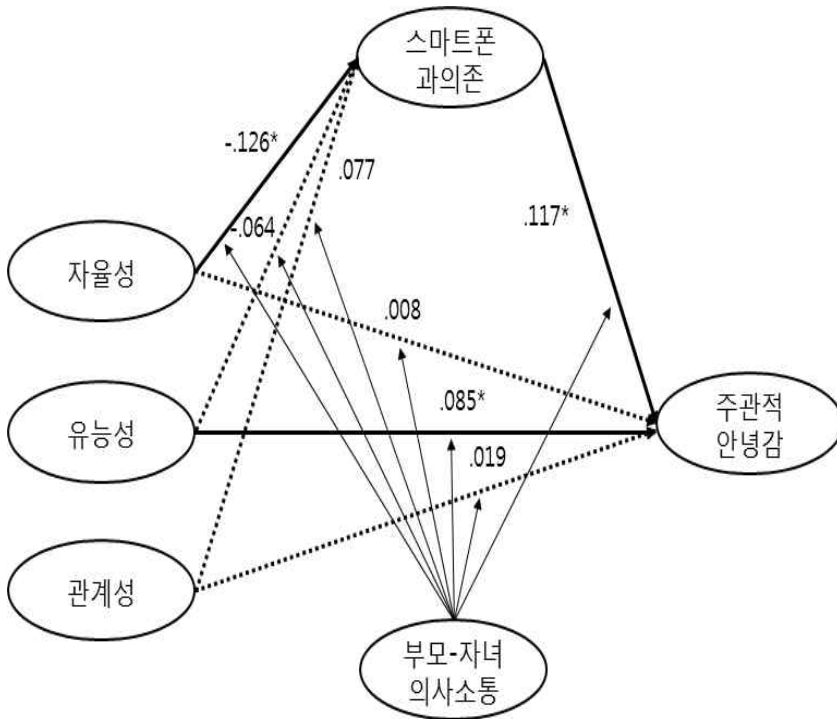 스마트폰
과의존
-.126*
.077
.117*
-.064
자율성
.008
.085*
주관적
안녕감
유능성
.019
관계성
부모-자녀
의사소통